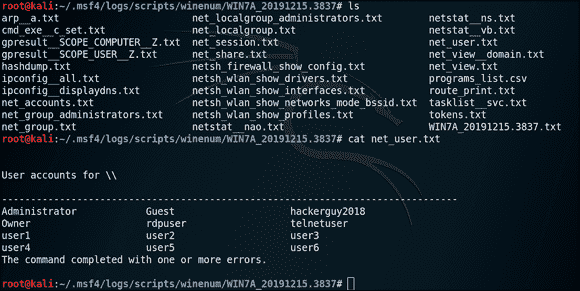 root@kali:~/.msf4/logs/scripts/winenum/WIN7A_20191215.3837# ls
arp__a.txt net_localgroup_administrators.txt netstat__ns.txt
cmd_exe__c_set.txt net_localgroup.txt netstat__vb.txt
gpresult__SCOPE_COMPUTER__Z.txt net_session.txt net_user.txt
gpresult__SCOPE_USER__Z.txt net_share.txt net_view__domain.txt
hashdump.txt netsh_firewall_show_config.txt net_view.txt
ipconfig__all.txt netsh_wlan_show_drivers.txt programs_list.csv
ipconfig__displaydns.txt netsh_wlan_show_interfaces.txt route_print.txt
net_accounts.txt netsh_wlan_show_networks_mode_bssid.txt tasklist__svc.txt
net_group_administrators.txt netsh_wlan_show_profiles.txt tokens.txt
net_group.txt netstat__nao.txt WIN7A_20191215.3837.txt
root@kali:~/.msf4/logs/scripts/winenum/WIN7A_20191215.3837# cat net_user.txt
User accounts for \\
-------------------------------------------------------------------------------
Administrator Guest hackerguy2018
Owner rdpuser telnetuser
user1 user2 user3
user4 user5 user6
The command completed with one or more errors.
root@kali:~/.msf4/logs/scripts/winenum/WIN7A_20191215.3837#